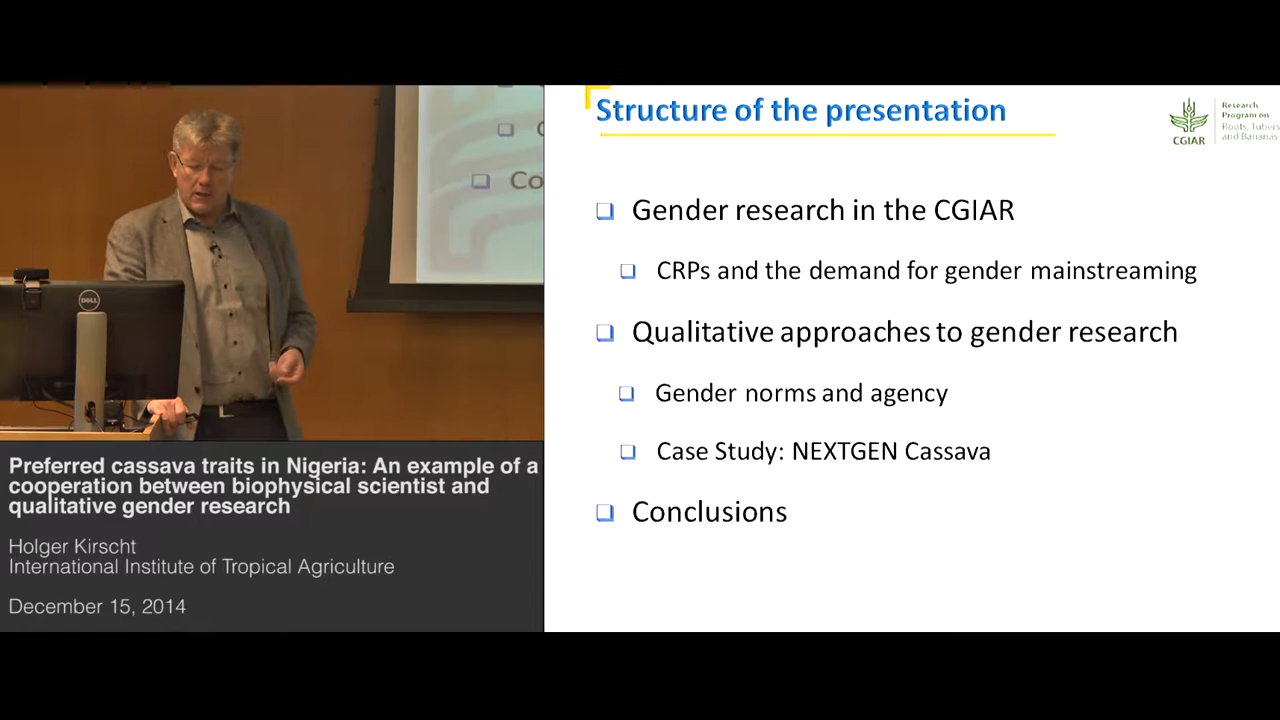 DELL
Co
Preferred cassava traits in Nigeria: An example of a
cooperation between biophysical scientist and
qualitative gender research
Holger Kirscht
International Institute of Tropical Agriculture
December 15, 2014
Structure of the presentation
CGIAR
Research
Program on
Roots, Tubers
and Bananas
Gender research in the CGIAR
CRPs and the demand for gender mainstreaming
Qualitative approaches to gender research
Gender norms and agency
Case Study: NEXTGEN Cassava
Conclusions